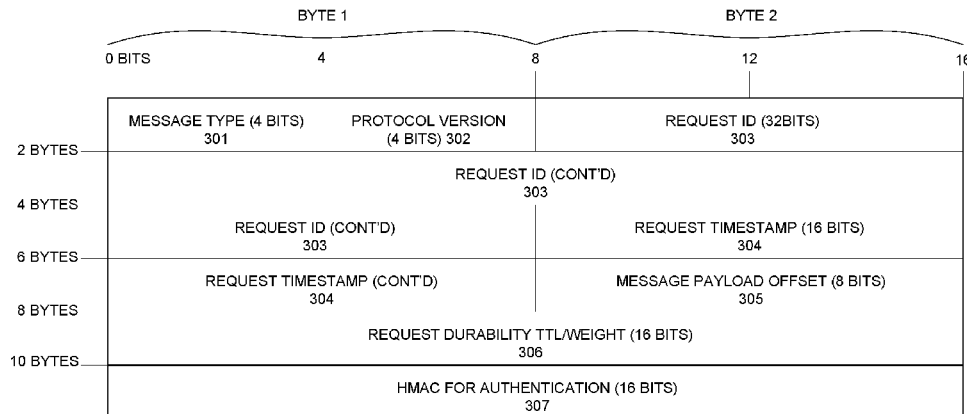 BYTE 1 BYTE 2
0 BITS 4 8 12 16
MESSAGE TYPE (4 BITS) PROTOCOL VERSION REQUEST ID (32BITS)
301 (4 BITS) 302 303
2 BYTES
REQUEST ID (CONT'D)
303
4 BYTES
REQUEST ID (CONT'D) REQUEST TIMESTAMP (16 BITS)
303 304
6 BYTES
REQUEST TIMESTAMP (CONT'D) MESSAGE PAYLOAD OFFSET (8 BITS)
304 305
8 BYTES
REQUEST DURABILITY TTL/WEIGHT (16 BITS)
306
10 BYTES
HMAC FOR AUTHENTICATION (16 BITS)
307